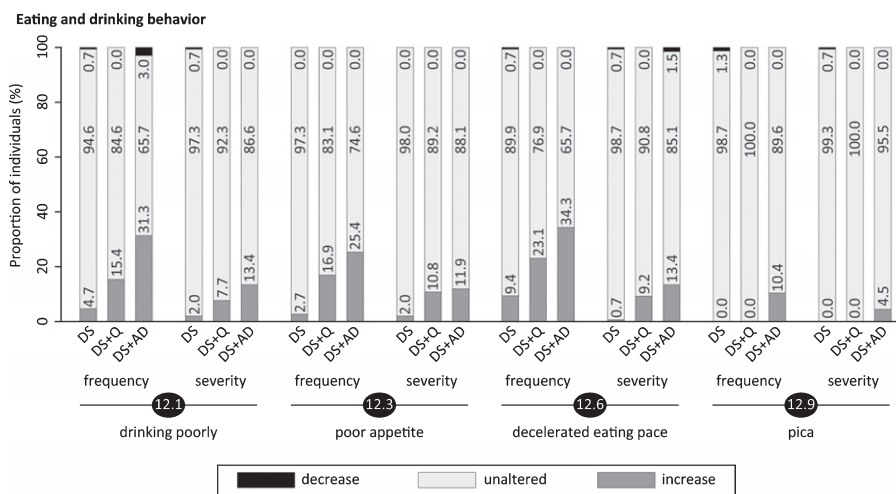 Eating and drinking behavior
Proportion of individuals (%)
100
80
60
40
20
0
0.7 0.0 3.0 0.7 0.0 0.0 0.0 0.0 0.0 0.0 0.0 0.0 0.7 0.0 0.0 0.7 0.0 1.5 1.3 0.0 0.0 0.7 0.0 0.0
94.6 84.6 65.7 97.3 92.3 86.6 97.3 83.1 74.6 98.0 89.2 88.1 89.9 76.9 65.7 98.7 90.8 85.1 98.7 100.0 89.6 99.3 100.0 95.5
4.7 15.4 31.3 2.0 7.7 13.4 2.7 16.9 25.4 2.0 10.8 11.9 9.4 23.1 34.3 0.7 9.2 13.4 0.0 0.0 10.4 0.0 0.0 4.5
DS DS+Q DS+AD DS DS+Q DS+AD DS DS+Q DS+AD DS DS+Q DS+AD DS DS+Q DS+AD DS DS+Q DS+AD DS DS+Q DS+AD DS DS+Q DS+AD
frequency severity frequency severity frequency severity frequency severity
12.1 12.3 12.6 12.9
drinking poorly poor appetite decelerated eating pace pica
decrease unaltered increase